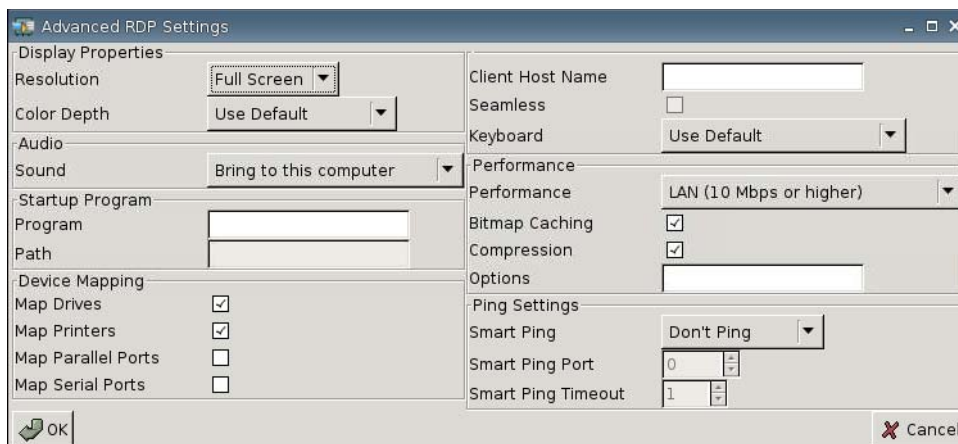 Advanced RDP Settings
Display Properties
Resolution Full Screen
Color Depth Use Default
Audio
Sound Bring to this computer
Startup Program
Program
Path
Device Mapping
Map Drives
Map Printers
Map Parallel Ports
Map Serial Ports
Client Host Name
Seamless
Keyboard Use Default
Performance
Performance LAN (10 Mbps or higher)
Bitmap Caching
Compression
Options
Ping Settings
Smart Ping Don't Ping
Smart Ping Port 0
Smart Ping Timeout 1
OK
Cancel